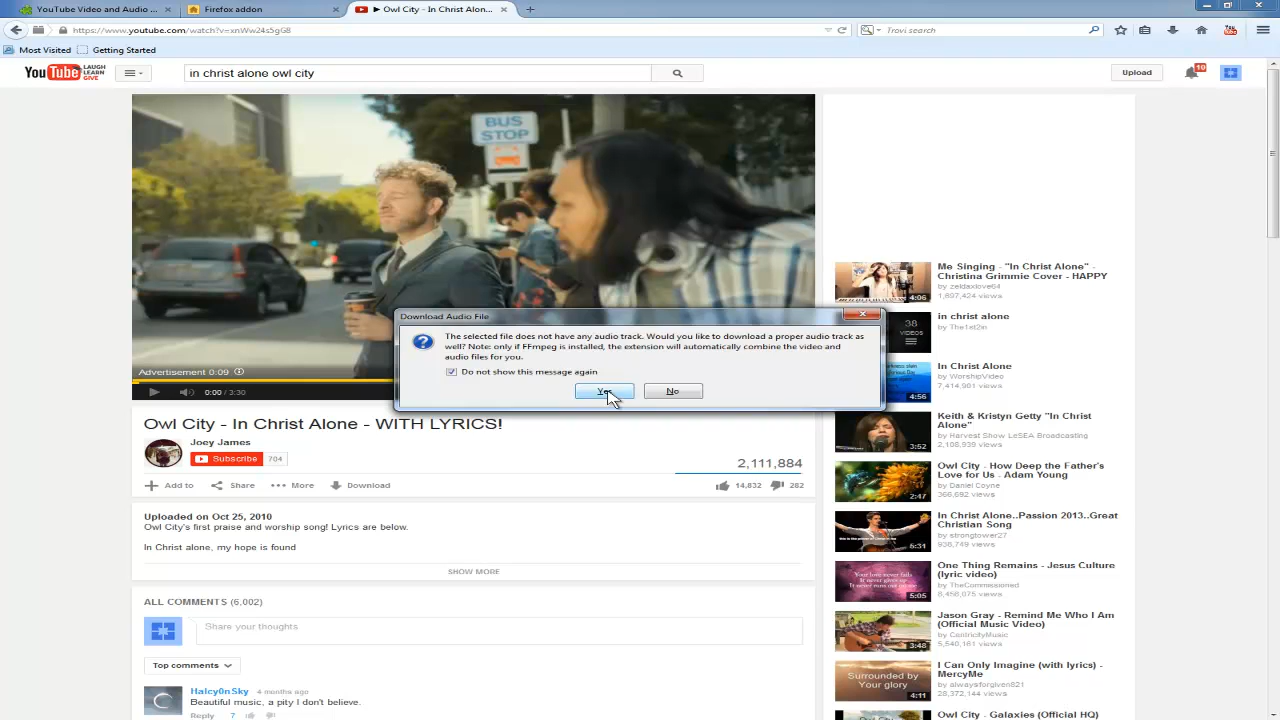 YouTube Video and Audio ...
Firefox addon
▶ Owl City - In Christ Alon...
https://www.youtube.com/watch?v=xnWw24s5gG8
Trovi search
Most Visited
Getting Started
YouTube LAUGH LEARN GIVE
in christ alone owl city
Upload
10
BUS
STOP
Advertisement 0:09
0:00 / 3:30
Download Audio File
The selected file does not have any audio track. Would you like to download a proper audio track as
well? Note: only if FFmpeg is installed, the extension will automatically combine the video and
audio files for you.
Do not show this message again
Yes
No
Owl City - In Christ Alone - WITH LYRICS!
Joey James
Subscribe 704
2,111,884
Add to Share More Download
14,832 282
Uploaded on Oct 25, 2010
Owl City's first praise and worship song! Lyrics are below.
In Christ alone, my hope is found
SHOW MORE
ALL COMMENTS (6,002)
Share your thoughts
Top comments
Halcy0nSky 4 months ago
Beautiful music, a pity I don't believe.
Reply 7
Me Singing - "In Christ Alone" -
Christina Grimmie Cover - HAPPY
by zeldaxlove64
1,697,424 views
4:06
in christ alone
by The1st2in
38
VIDEOS
In Christ Alone
by WorshipVideo
7,414,901 views
4:56
Keith & Kristyn Getty "In Christ
Alone"
by Harvest Show LeSEA Broadcasting
2,108,939 views
3:52
Owl City - How Deep the Father's
Love for Us - Adam Young
by Daniel Coyne
366,692 views
2:47
In Christ Alone..Passion 2013..Great
Christian Song
by strongtower27
938,749 views
5:31
One Thing Remains - Jesus Culture
(lyric video)
by TheCommissioned
8,458,075 views
5:05
Jason Gray - Remind Me Who I Am
(Official Music Video)
by CentricityMusic
5,540,161 views
3:48
I Can Only Imagine (with lyrics) -
MercyMe
by alwaysforgiven821
28,372,144 views
Surrounded by
Your glory
4:11
Owl City - Galaxies (Official HQ)